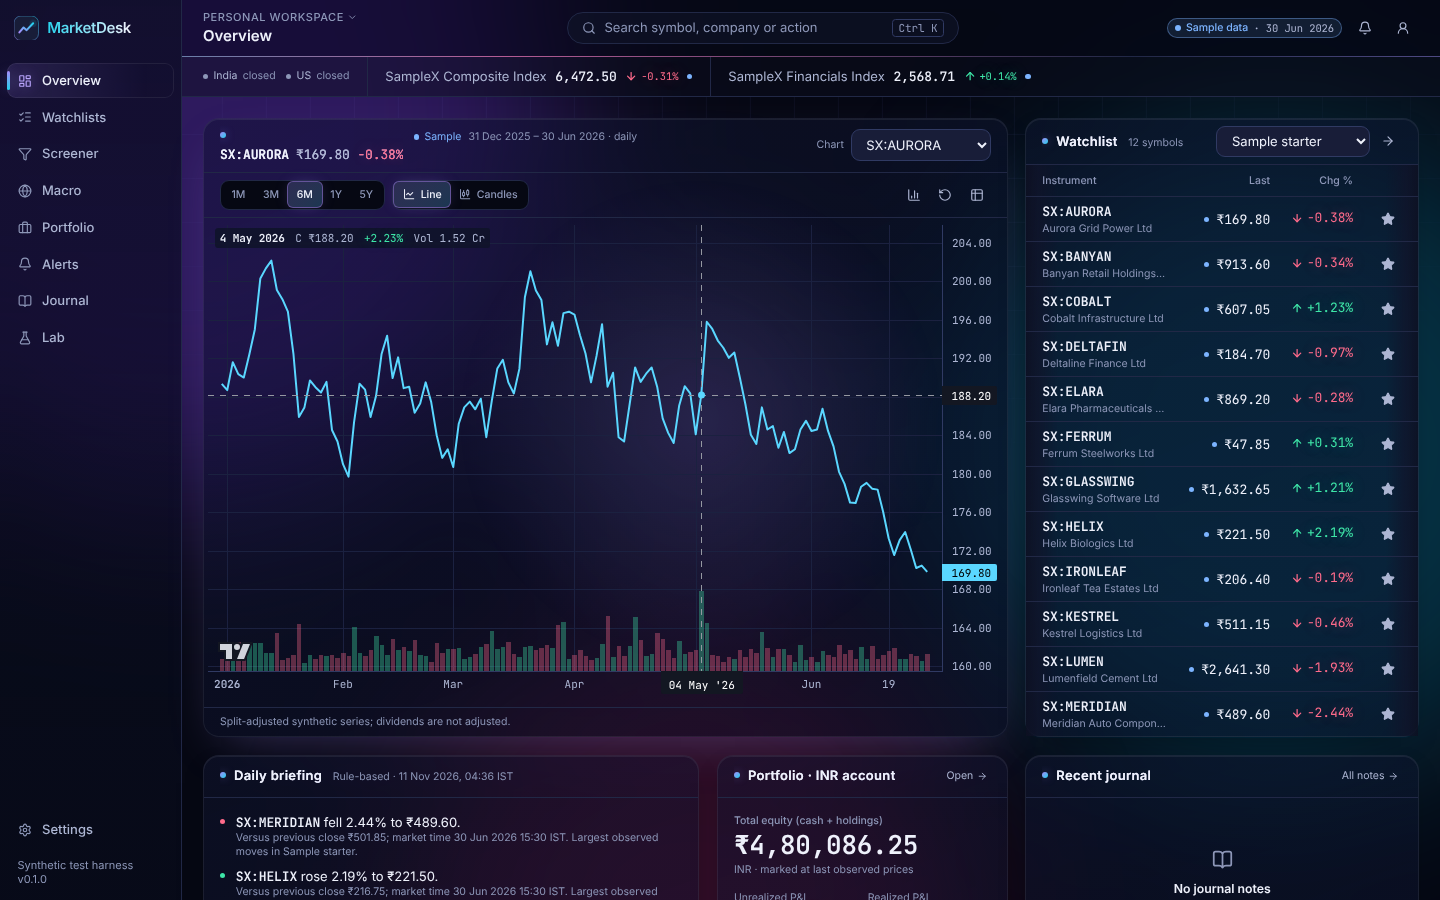 MarketDesk
PERSONAL WORKSPACE
Overview
Search symbol, company or action
Ctrl K
Sample data · 30 Jun 2026
Overview
Watchlists
Screener
Macro
Portfolio
Alerts
Journal
Lab
Settings
Synthetic test harness
v0.1.0
India closed US closed
SampleX Composite Index 6,472.50 ↓ -0.31%
SampleX Financials Index 2,568.71 ↑ +0.14%
Sample 31 Dec 2025 – 30 Jun 2026 · daily
SX:AURORA ₹169.80 -0.38%
Chart SX:AURORA
1M 3M 6M 1Y 5Y Line Candles
4 May 2026 C ₹188.20 +2.23% Vol 1.52 Cr
204.00
200.00
196.00
192.00
188.20
184.00
180.00
176.00
172.00
169.80
168.00
164.00
160.00
2026 Feb Mar Apr 04 May '26 Jun 19
Split-adjusted synthetic series; dividends are not adjusted.
Watchlist 12 symbols Sample starter
Instrument Last Chg %
SX:AURORA ₹169.80 ↓ -0.38%
Aurora Grid Power Ltd
SX:BANYAN ₹913.60 ↓ -0.34%
Banyan Retail Holdings...
SX:COBALT ₹607.05 ↑ +1.23%
Cobalt Infrastructure Ltd
SX:DELTAFIN ₹184.70 ↓ -0.97%
Deltaline Finance Ltd
SX:ELARA ₹869.20 ↓ -0.28%
Elara Pharmaceuticals ...
SX:FERRUM ₹47.85 ↑ +0.31%
Ferrum Steelworks Ltd
SX:GLASSWING ₹1,632.65 ↑ +1.21%
Glasswing Software Ltd
SX:HELIX ₹221.50 ↑ +2.19%
Helix Biologics Ltd
SX:IRONLEAF ₹206.40 ↓ -0.19%
Ironleaf Tea Estates Ltd
SX:KESTREL ₹511.15 ↓ -0.46%
Kestrel Logistics Ltd
SX:LUMEN ₹2,641.30 ↓ -1.93%
Lumenfield Cement Ltd
SX:MERIDIAN ₹489.60 ↓ -2.44%
Meridian Auto Compon...
Daily briefing Rule-based · 11 Nov 2026, 04:36 IST
SX:MERIDIAN fell 2.44% to ₹489.60.
Versus previous close ₹501.85; market time 30 Jun 2026 15:30 IST. Largest observed
moves in Sample starter.
SX:HELIX rose 2.19% to ₹221.50.
Versus previous close ₹216.75; market time 30 Jun 2026 15:30 IST. Largest observed
Portfolio · INR account Open →
Total equity (cash + holdings)
₹4,80,086.25
INR · marked at last observed prices
Unrealized P&L Realized P&L
Recent journal All notes →
No journal notes